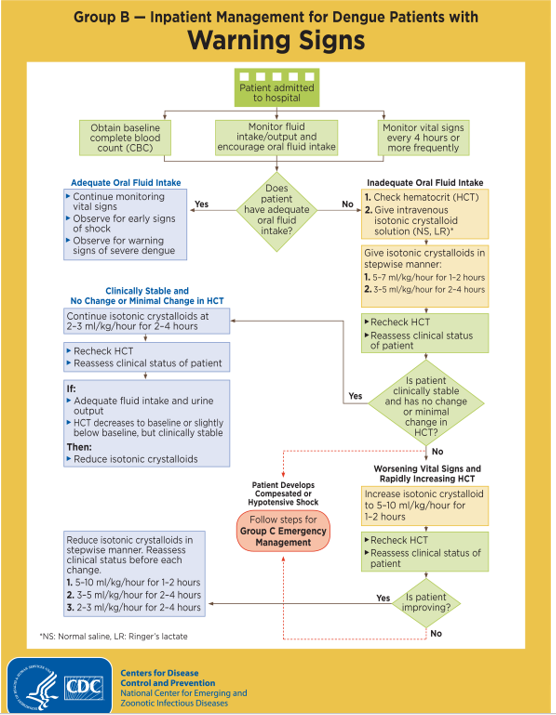 Group B — Inpatient Management for Dengue Patients with
Warning Signs
Patient admitted
to hospital
Obtain baseline
complete blood
count (CBC)
Monitor fluid
intake/output and
encourage oral fluid intake
Monitor vital signs
every 4 hours or
more frequently
Adequate Oral Fluid Intake
Continue monitoring
vital signs
Observe for early signs
of shock
Observe for warning
signs of severe dengue
Yes
Does
patient
have adequate
oral fluid
intake?
No
Inadequate Oral Fluid Intake
1. Check hematocrit (HCT)
2. Give intravenous
isotonic crystalloid
solution (NS, LR)*
Give isotonic crystalloids in
stepwise manner:
1. 5–7 ml/kg/hour for 1–2 hours
2. 3–5 ml/kg/hour for 2–4 hours
Clinically Stable and
No Change or Minimal Change in HCT
Continue isotonic crystalloids at
2–3 ml/kg/hour for 2–4 hours
Recheck HCT
Reassess clinical status
of patient
Recheck HCT
Reassess clinical status of patient
If:
Adequate fluid intake and urine
output
HCT decreases to baseline or slightly
below baseline, but clinically stable
Then:
Reduce isotonic crystalloids
Yes
Is patient
clinically stable
and has no change
or minimal
change in
HCT?
No
Worsening Vital Signs and
Rapidly Increasing HCT
Patient Develops
Compesated or
Hypotensive Shock
Follow steps for
Group C Emergency
Management
Increase isotonic crystalloid
to 5–10 ml/kg/hour for
1–2 hours
Recheck HCT
Reassess clinical status of
patient
Reduce isotonic crystalloids in
stepwise manner. Reassess
clinical status before each
change.
1. 5–10 ml/kg/hour for 1–2 hours
2. 3–5 ml/kg/hour for 2–4 hours
3. 2–3 ml/kg/hour for 2–4 hours
Yes
Is patient
improving?
No
*NS: Normal saline, LR: Ringer's lactate
CDC
Centers for Disease
Control and Prevention
National Center for Emerging and
Zoonotic Infectious Diseases